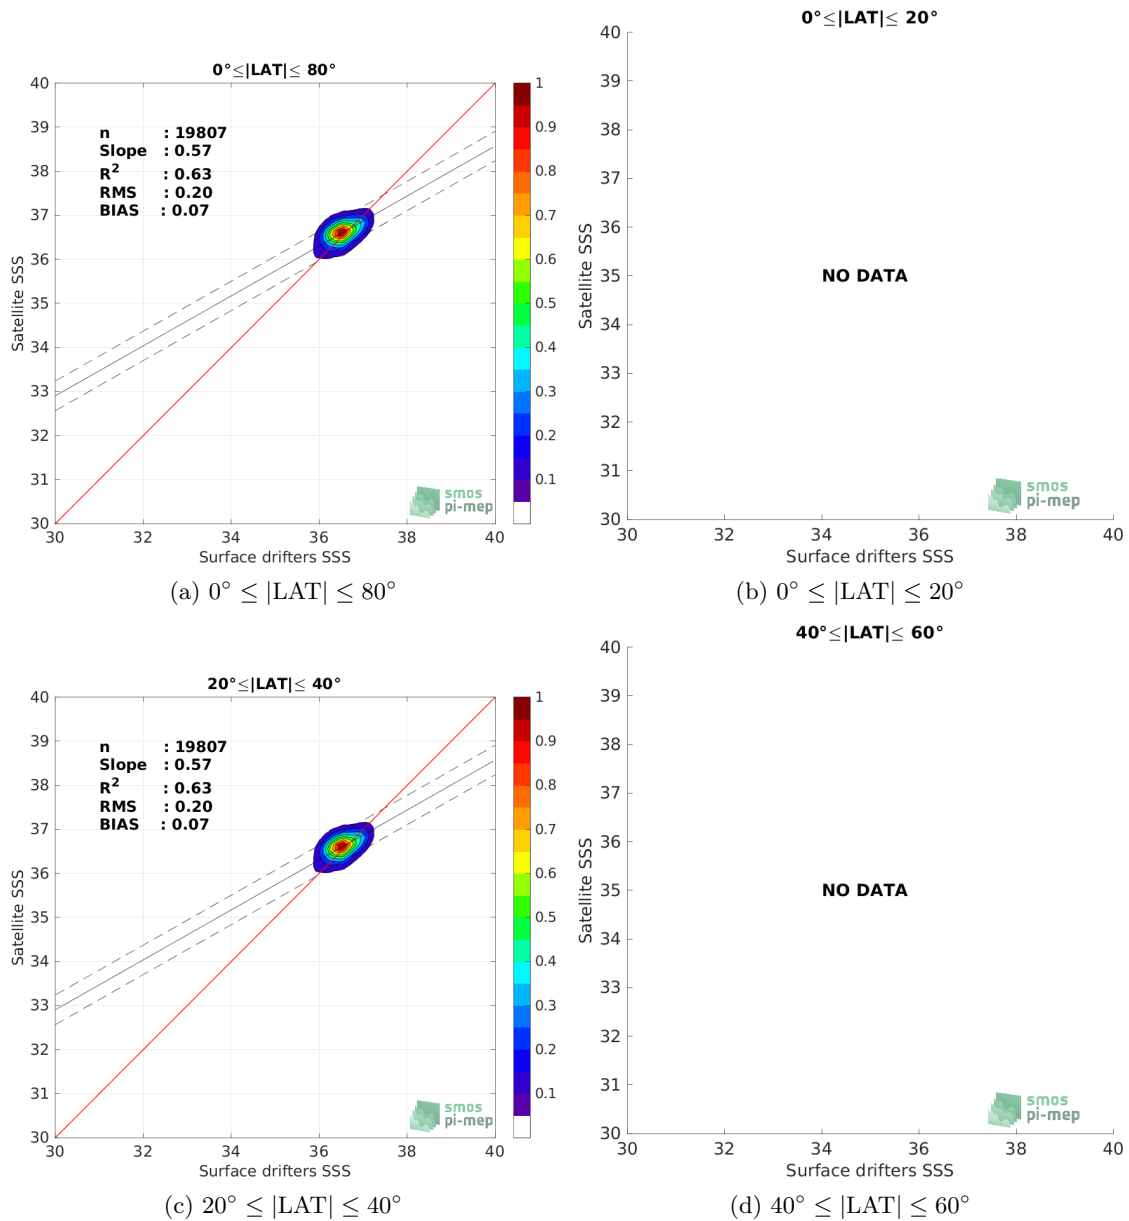 0°≤|LAT|≤ 80°
n : 19807
Slope : 0.57
R² : 0.63
RMS : 0.20
BIAS : 0.07
40
39
38
37
36
35
34
33
32
31
30
Satellite SSS
30 32 34 36 38 40
Surface drifters SSS
1
0.9
0.8
0.7
0.6
0.5
0.4
0.3
0.2
0.1
smos
pi-mep
(a) 0° ≤ |LAT| ≤ 80°
0°≤|LAT|≤ 20°
40
39
38
37
36
35
34
33
32
31
30
Satellite SSS
NO DATA
smos
pi-mep
30 32 34 36 38 40
Surface drifters SSS
(b) 0° ≤ |LAT| ≤ 20°
20°≤|LAT|≤ 40°
n : 19807
Slope : 0.57
R² : 0.63
RMS : 0.20
BIAS : 0.07
40
39
38
37
36
35
34
33
32
31
30
Satellite SSS
30 32 34 36 38 40
Surface drifters SSS
1
0.9
0.8
0.7
0.6
0.5
0.4
0.3
0.2
0.1
smos
pi-mep
(c) 20° ≤ |LAT| ≤ 40°
40°≤|LAT|≤ 60°
40
39
38
37
36
35
34
33
32
31
30
Satellite SSS
NO DATA
smos
pi-mep
30 32 34 36 38 40
Surface drifters SSS
(d) 40° ≤ |LAT| ≤ 60°